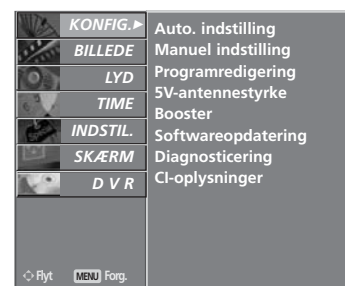 KONFIG.
BILLEDE
LYD
TIME
INDSTIL.
SKÆRM
D V R
Auto. indstilling
Manuel indstilling
Programredigering
5V-antennestyrke
Booster
Softwareopdatering
Diagnosticering
CI-oplysninger
Flyt MENU Forg.